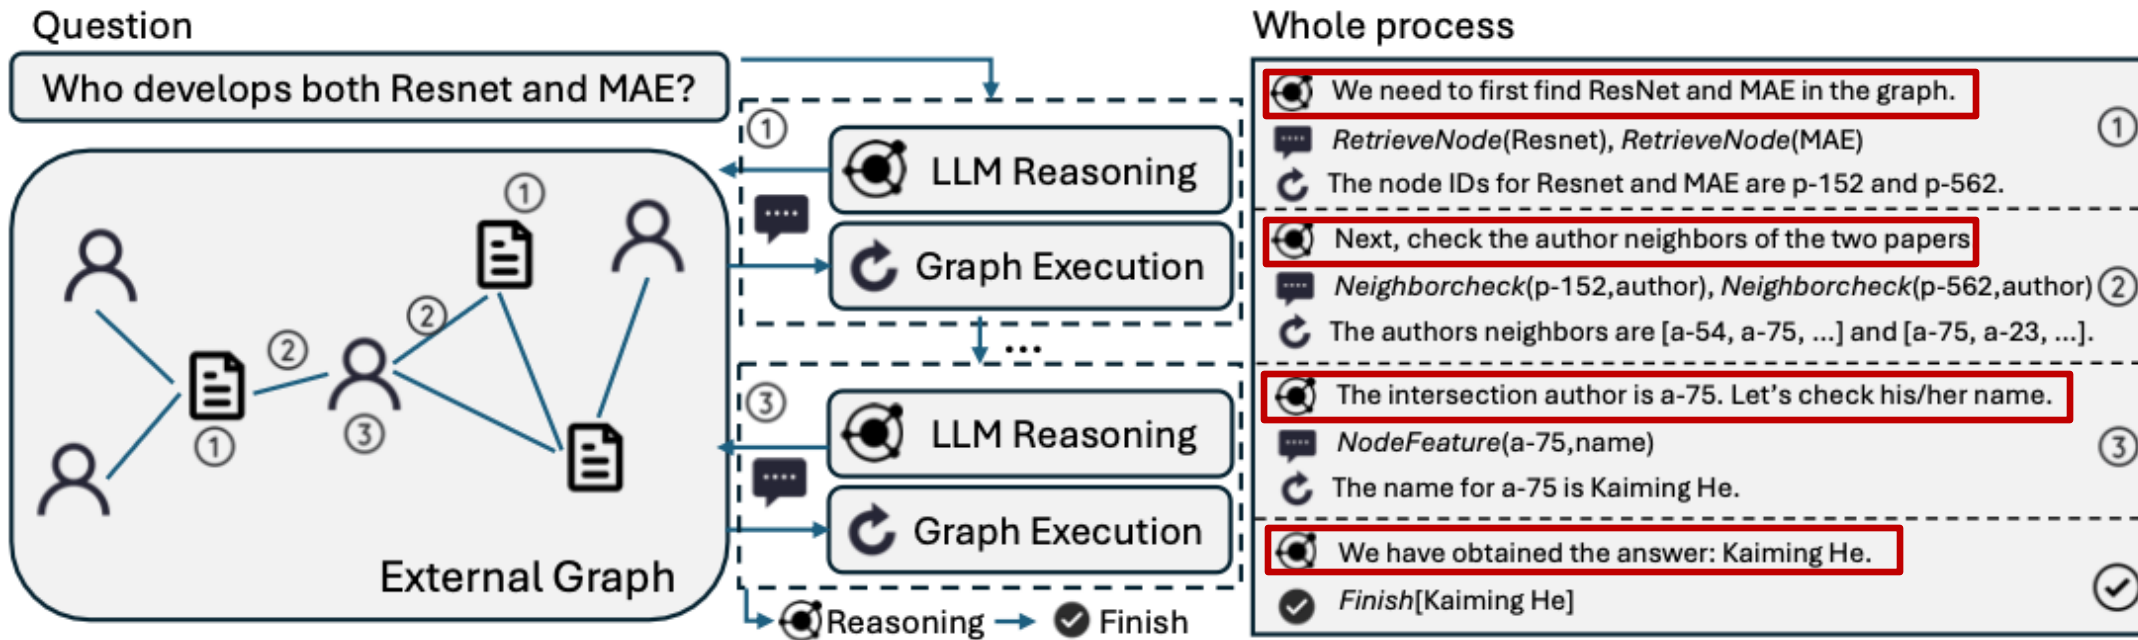 Question
Who develops both Resnet and MAE?
①
②
②
①
③
External Graph
①
LLM Reasoning
Graph Execution
...
③
LLM Reasoning
Graph Execution
Reasoning
Finish
Whole process
We need to first find ResNet and MAE in the graph.
RetrieveNode(Resnet), RetrieveNode(MAE)
①
The node IDs for Resnet and MAE are p-152 and p-562.
Next, check the author neighbors of the two papers
Neighborcheck(p-152,author), Neighborcheck(p-562,author)
②
The authors neighbors are [a-54, a-75, ...] and [a-75, a-23, ...].
The intersection author is a-75. Let's check his/her name.
NodeFeature(a-75,name)
③
The name for a-75 is Kaiming He.
We have obtained the answer: Kaiming He.
Finish[Kaiming He]